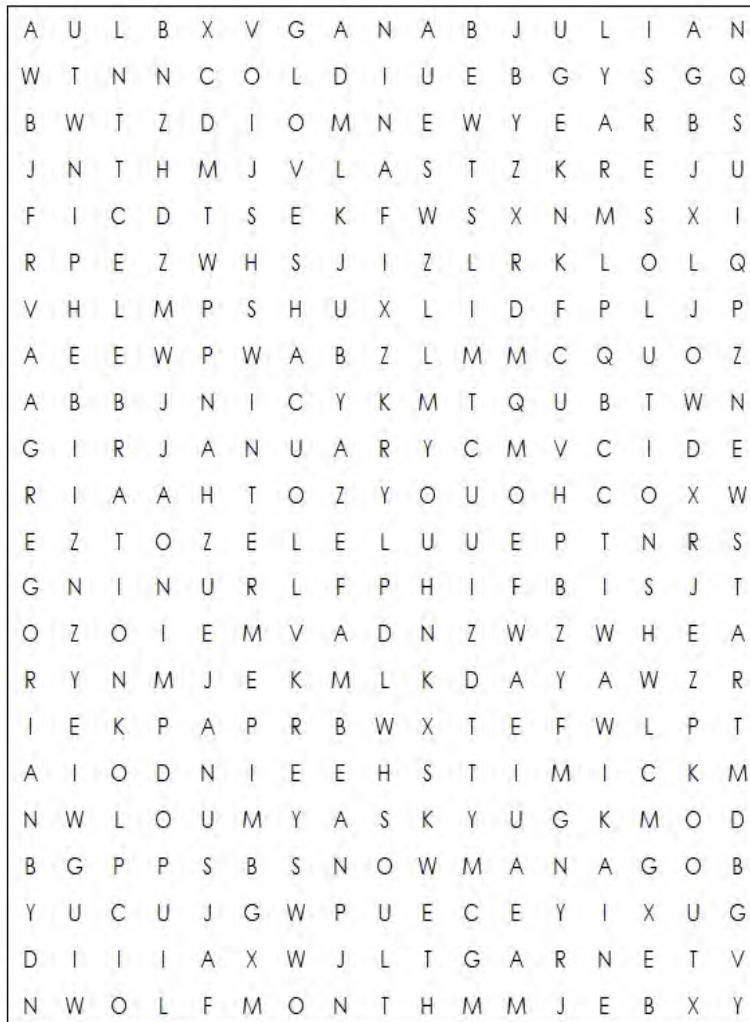 A U L B X V G A N A B J U L I A N
W T N N C O L D I U E B G Y S G Q
B W T Z D I O M N E W Y E A R B S
J N T H M J V L A S T Z K R E J U
F I C D T S E K F W S X N M S X I
R P E Z W H S J I Z L R K L O L Q
V H L M P S H U X L I D F P L J P
A E E W P W A B Z L M M C Q U O Z
A B B J N I C Y K M T Q U B T W N
G I R J A N U A R Y C M V C I D E
R I A A H T O Z Y O U O H C O X W
E Z T O Z E L E L U U E P T N R S
G N I N U R L F P H I F B I S J T
O Z O I E M V A D N Z W Z W H E A
R Y N M J E K M L K D A Y A W Z R
I E K P A P R B W X T E F W L P T
A I O D N I E E H S T I M I C K M
N W L O U M Y A S K Y U G K M O D
B G P P S B S N O W M A N A G O B
Y U C U J G W P U E C E Y I X U G
D I I I A X W J L T G A R N E T V
N W O L F M O N T H M M J E B X Y